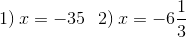 1) x = −35 2) x = −6 1/3